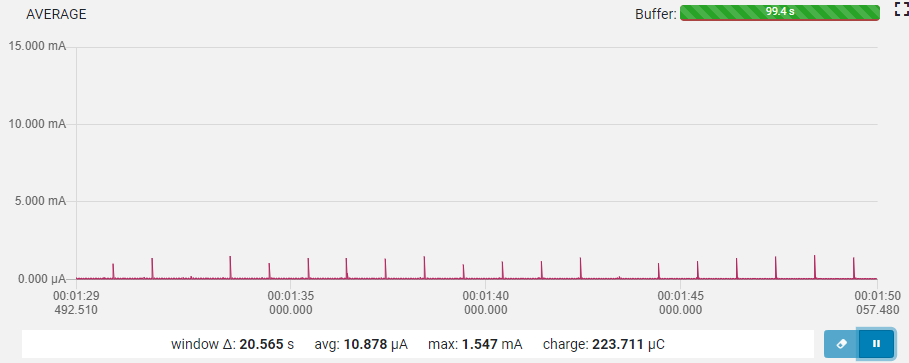 AVERAGE
Buffer: 99.4 s
15.000 mA
10.000 mA
5.000 mA
0.000 µA
00:01:29 00:01:35 00:01:40 00:01:45 00:01:50
492.510 000.000 000.000 000.000 057.480
window Δ: 20.565 s avg: 10.878 µA max: 1.547 mA charge: 223.711 µC